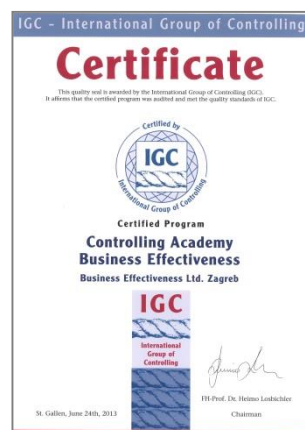 IGC - International Group of Controlling
Certificate
This quality seal is awarded by the International Group of Controlling (IGC).
It affirms that the certified program was audited and met the quality standards of IGC.
Certified by
IGC
International Group of Controlling
Certified Program
Controlling Academy
Business Effectiveness
Business Effectiveness Ltd. Zagreb
IGC
International
Group of
Controlling
FH-Prof. Dr. Heimo Losbichler
St. Gallen, June 24th, 2013
Chairman